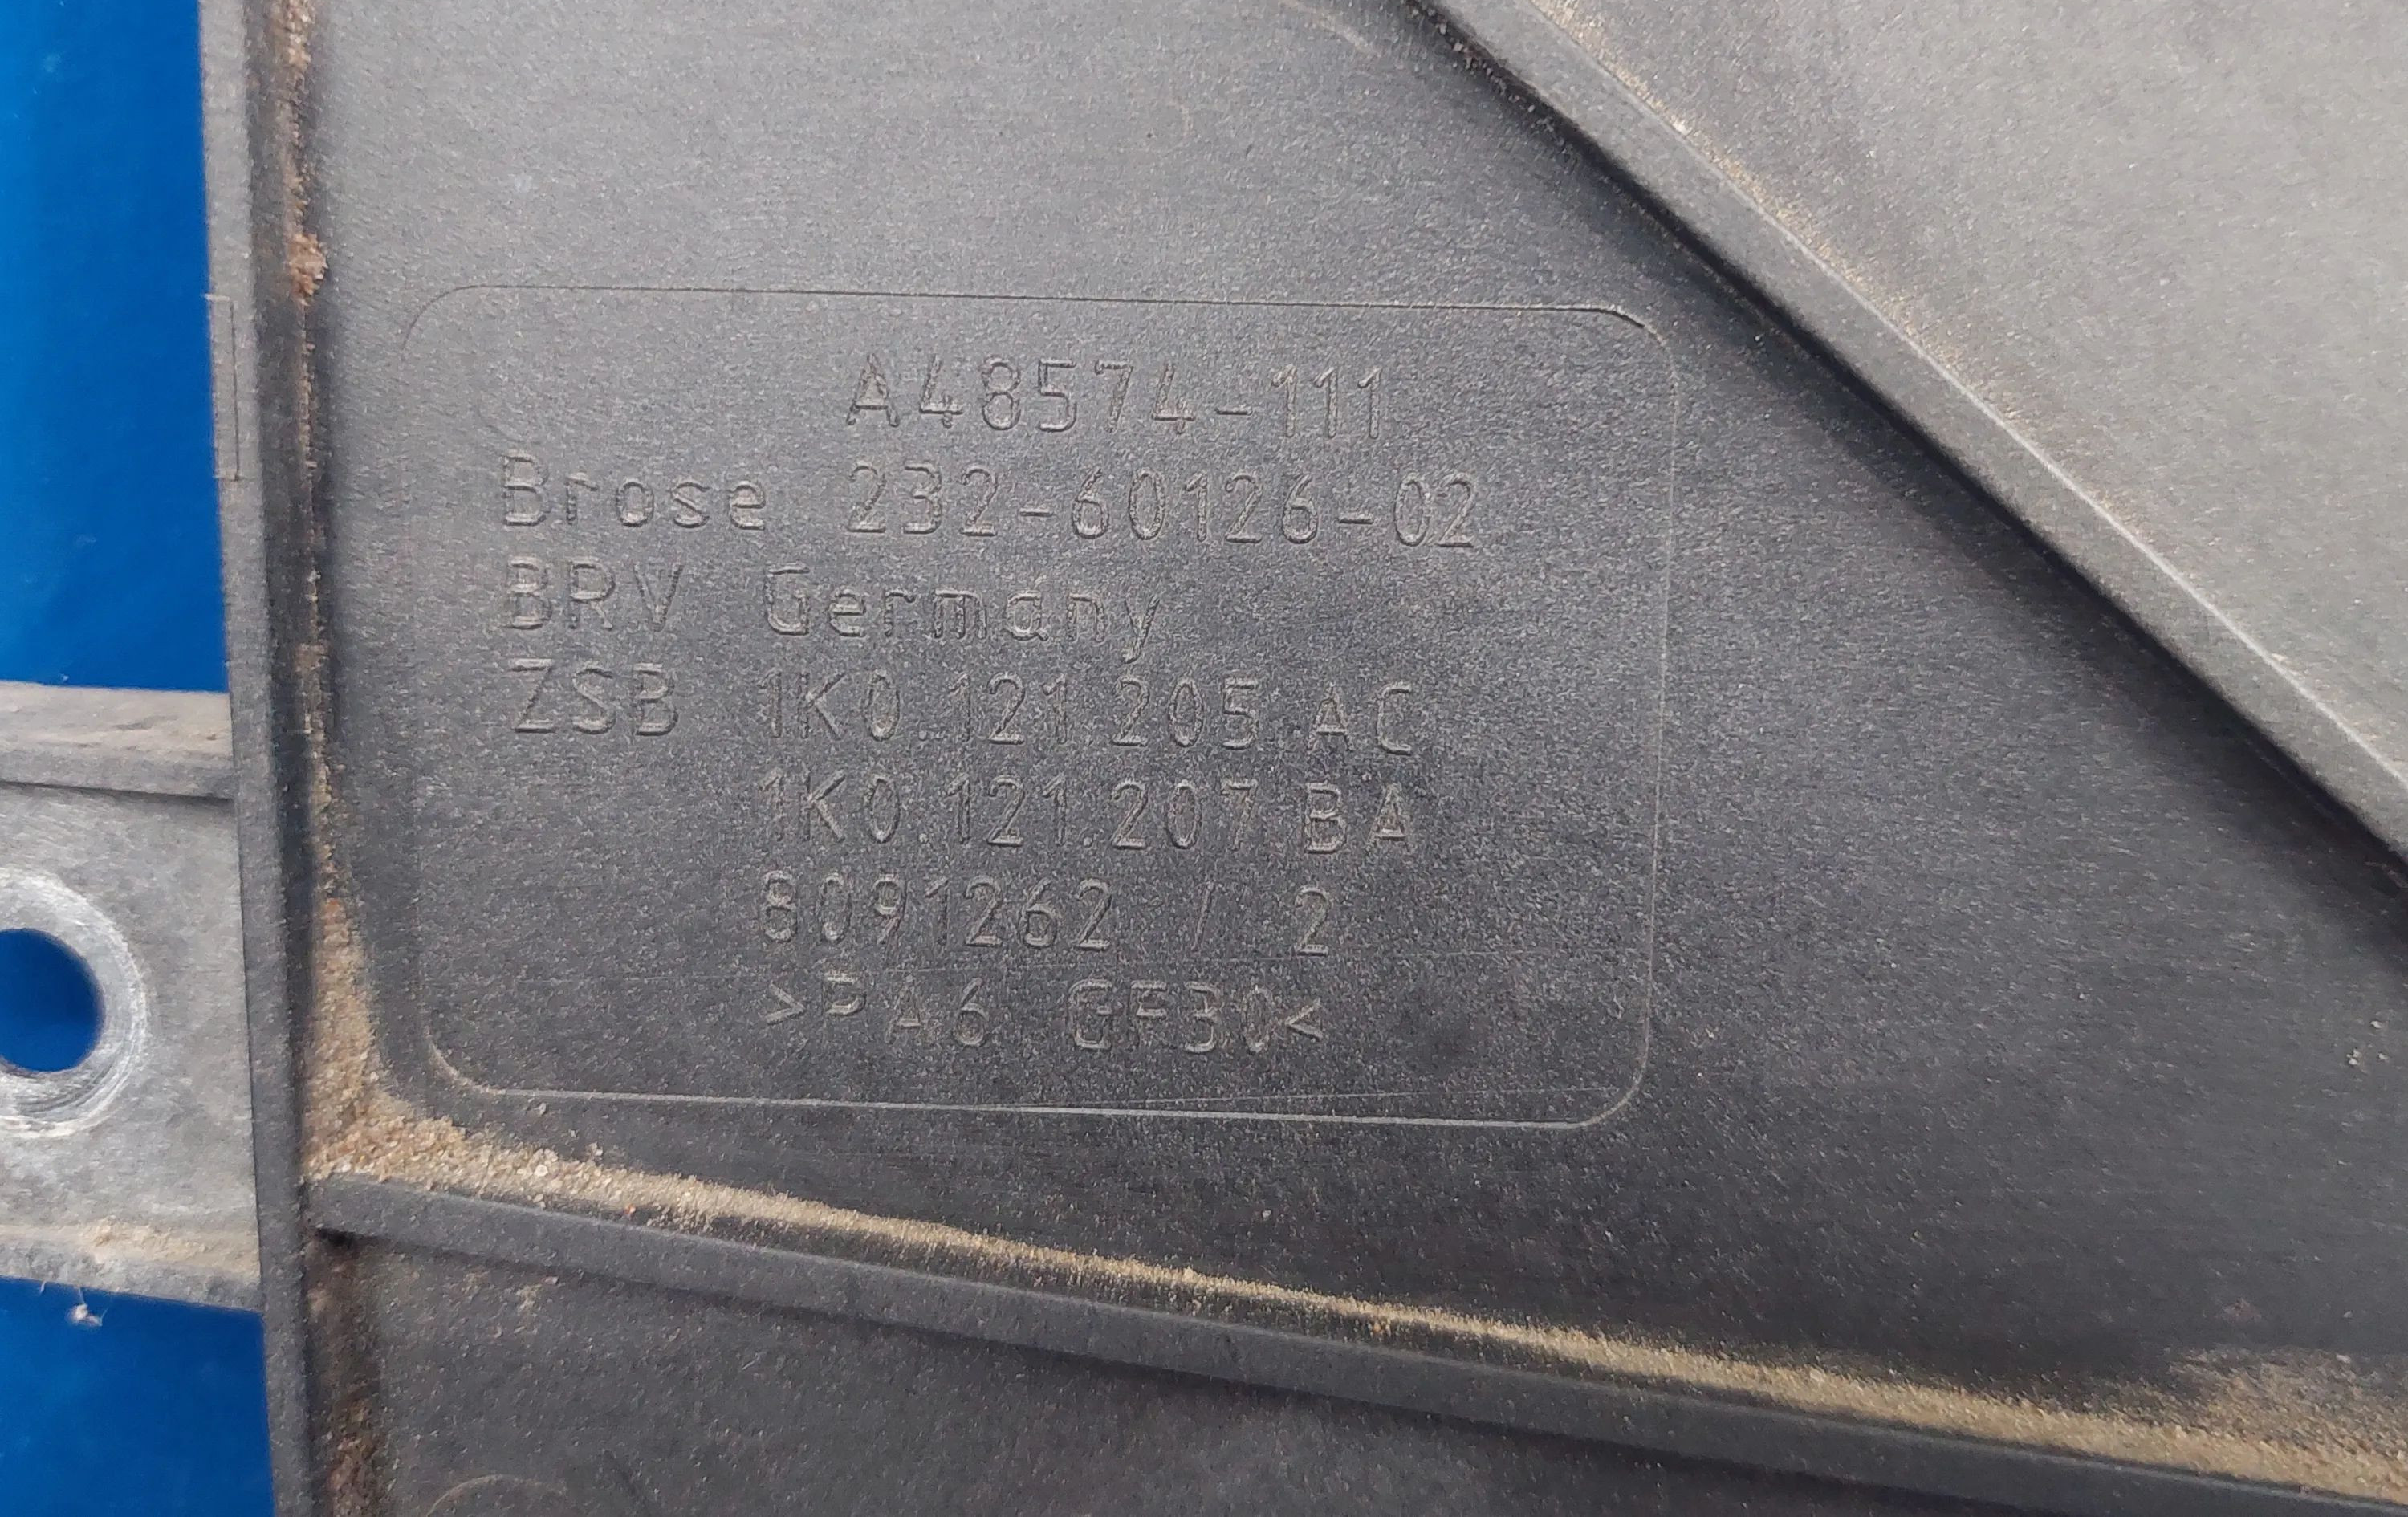 A48574-111
Brose 232-60126-02
BRV Germany
ZSB 1K0.121.205.AC
1K0.121.207.BA
8091262 / 2
>PA6 GF30<